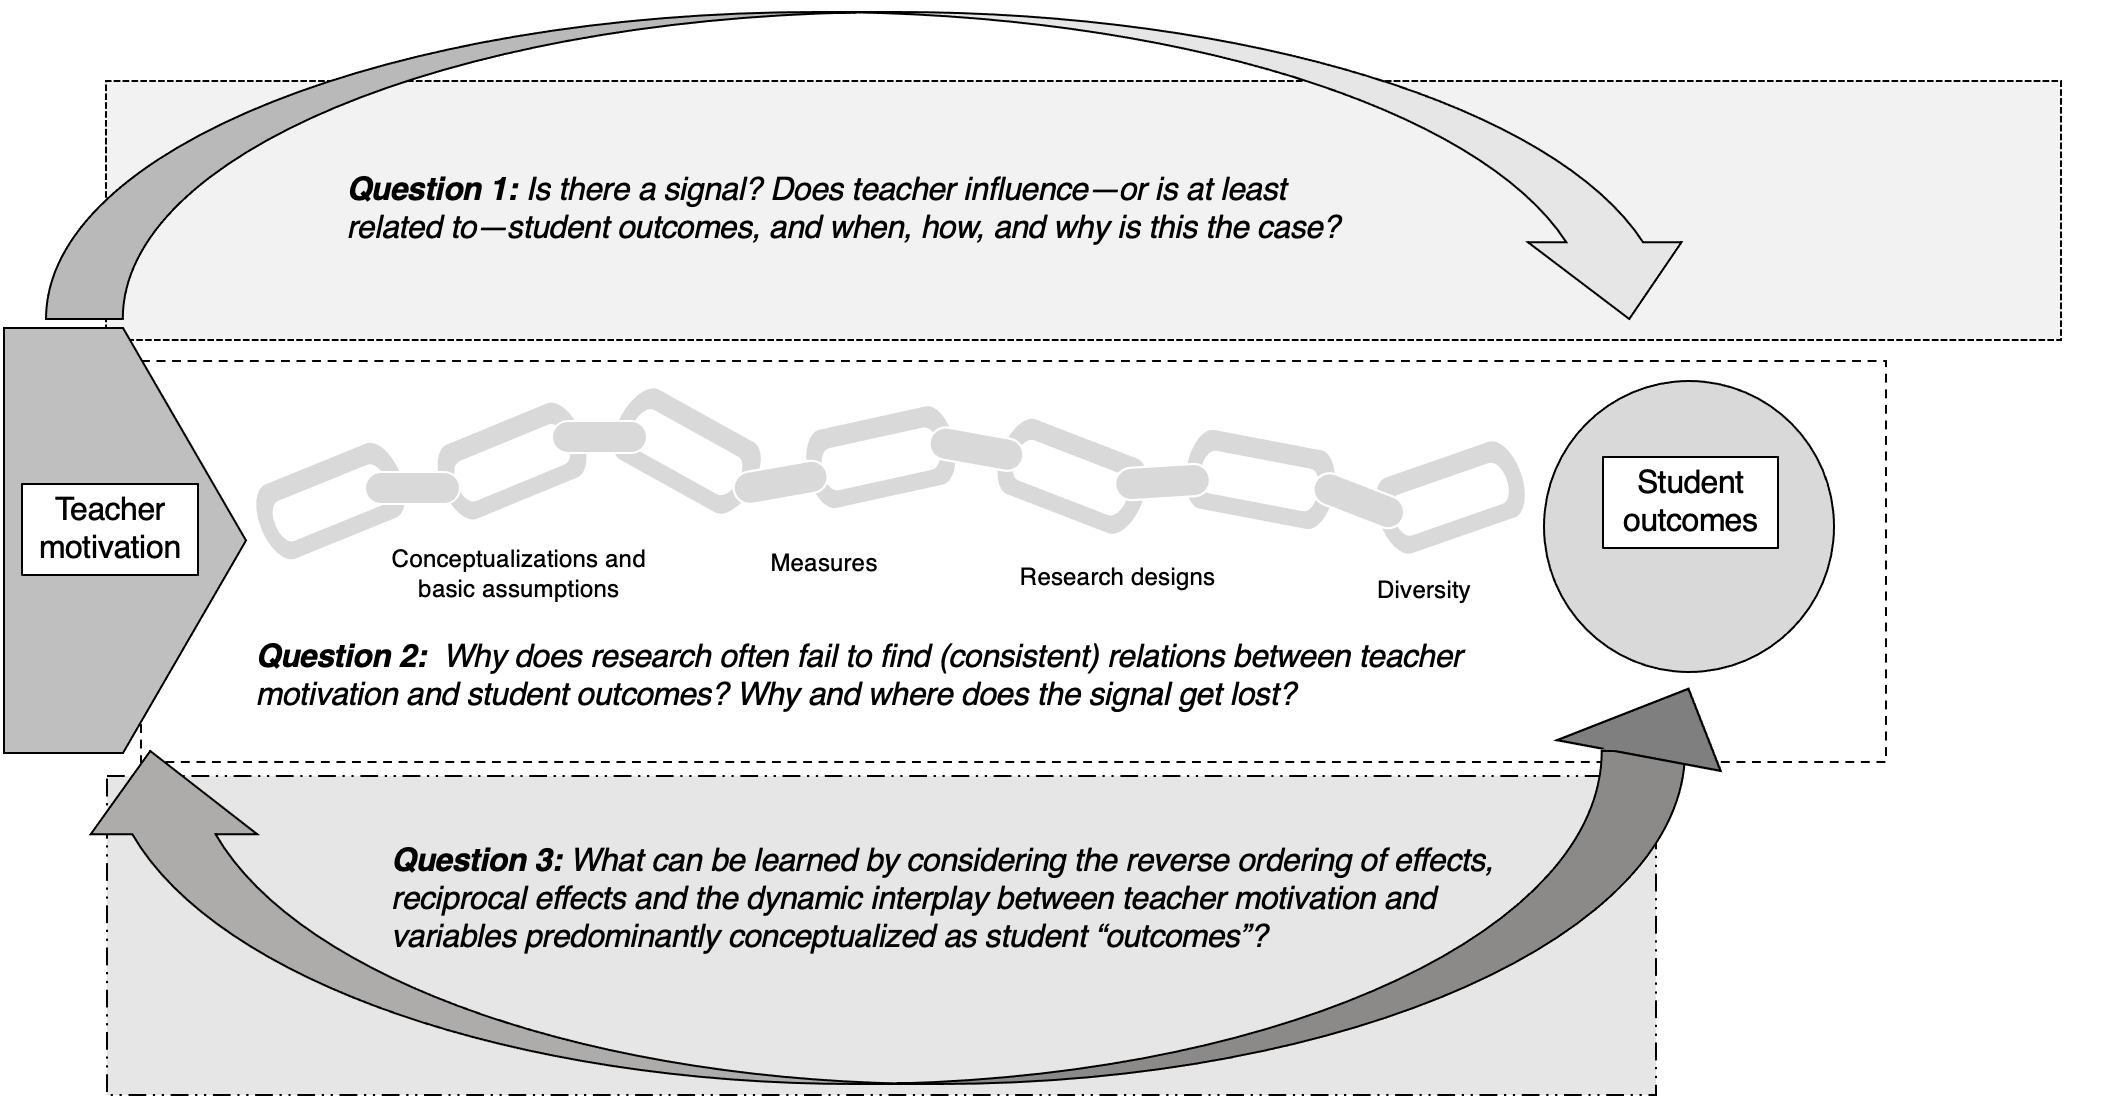 Question 1: Is there a signal? Does teacher influence—or is at least
related to—student outcomes, and when, how, and why is this the case?
Teacher
motivation
Student
outcomes
Conceptualizations and
basic assumptions
Measures
Research designs
Diversity
Question 2:  Why does research often fail to find (consistent) relations between teacher
motivation and student outcomes? Why and where does the signal get lost?
Question 3: What can be learned by considering the reverse ordering of effects,
reciprocal effects and the dynamic interplay between teacher motivation and
variables predominantly conceptualized as student “outcomes”?